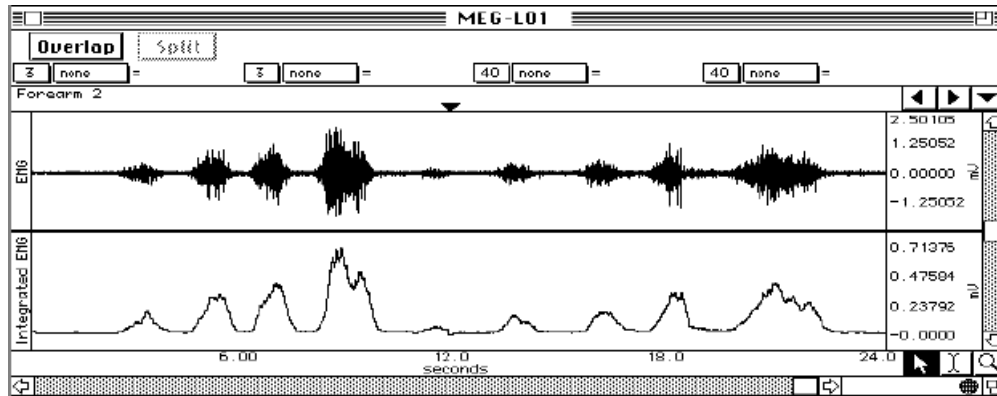 MEG-L01
Overlap Split
3 none = 3 none = 40 none = 40 none =
Forearm 2
EMG
2.50105
1.25052
0.00000 mV
-1.25052
Integrated EMG
0.71376
0.47584
0.23792 mV
-0.0000
6.00 12.0 18.0 24.0
seconds